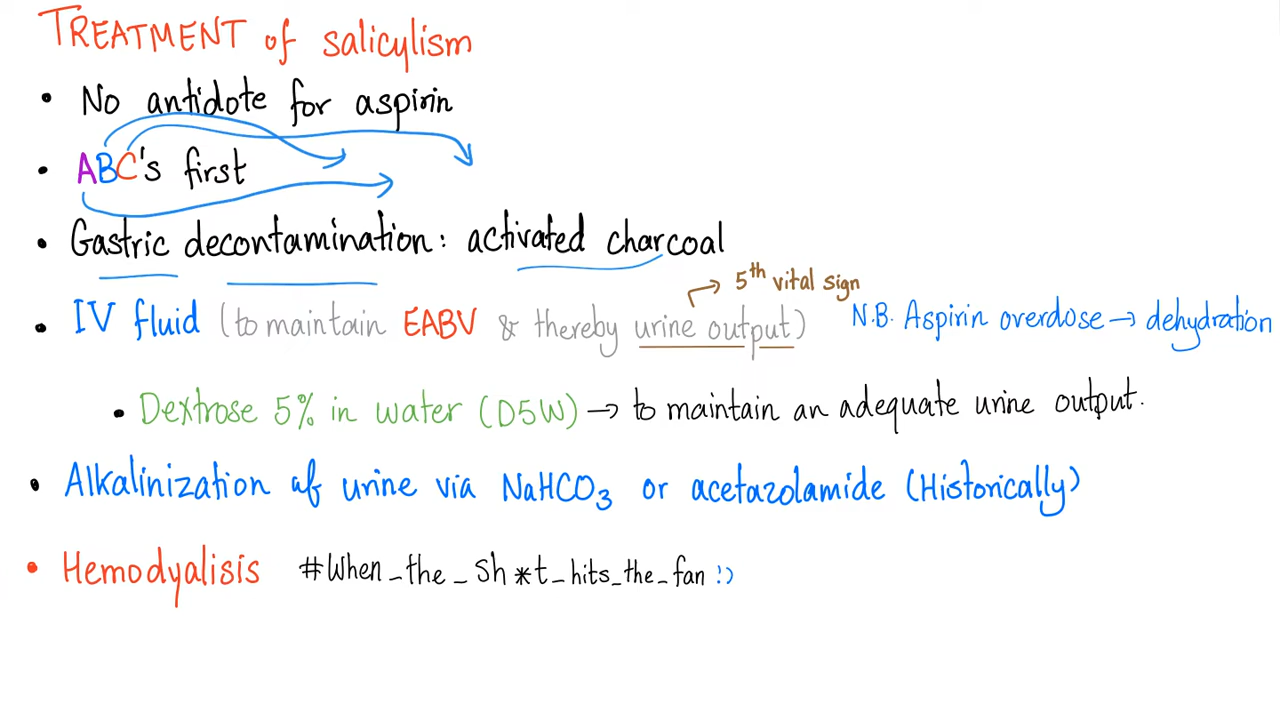 TREATMENT of salicylism
• No antidote for aspirin
• ABC's first
• Gastric decontamination: activated charcoal
→ 5th vital sign
• IV fluid (to maintain EABV & thereby urine output) N.B. Aspirin overdose → dehydration
• Dextrose 5% in water (D5W) → to maintain an adequate urine output.
• Alkalinization of urine via NaHCO3 or acetazolamide (Historically)
• Hemodyalisis #When_the_Sh*t_hits_the_fan :)